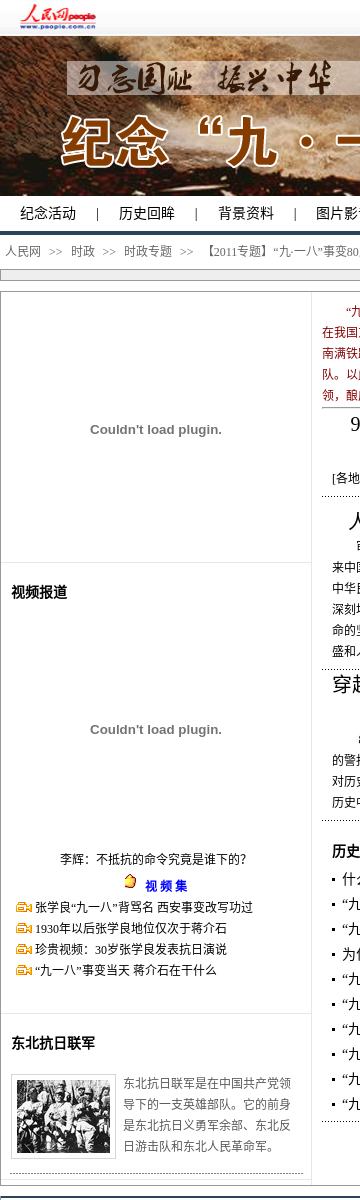 人民网 people
www.people.com.cn
勿忘国耻 振兴中华
纪念“九·一
纪念活动 | 历史回眸 | 背景资料 | 图片影
人民网 >> 时政 >> 时政专题 >> 【2011专题】“九·一八”事变80
Couldn't load plugin.
视频报道
Couldn't load plugin.
李辉：不抵抗的命令究竟是谁下的?
视 频 集
张学良“九一八”背骂名 西安事变改写功过
1930年以后张学良地位仅次于蒋介石
珍贵视频：30岁张学良发表抗日演说
“九一八”事变当天 蒋介石在干什么
东北抗日联军
东北抗日联军是在中国共产党领
导下的一支英雄部队。它的前身
是东北抗日义勇军余部、东北反
日游击队和东北人民革命军。
“九
在我国
南满铁
队。以
领，酿
9
[各地
人
来中国
中华民
深刻地
命的
盛和
穿越
的警
对历史
历史
历史
什么
“九
“九
为什
“九
“九
“九
“九
“九
“九